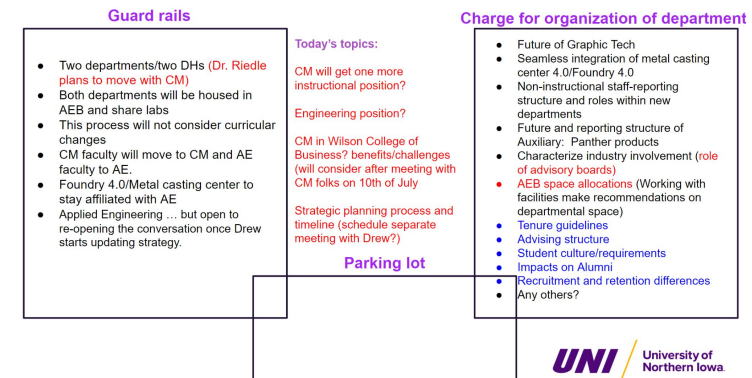 Guard rails
● Two departments/two DHs (Dr. Riedle
plans to move with CM)
● Both departments will be housed in
AEB and share labs
● This process will not consider curricular
changes
● CM faculty will move to CM and AE
faculty to AE.
● Foundry 4.0/Metal casting center to
stay affiliated with AE
● Applied Engineering … but open to
re-opening the conversation once Drew
starts updating strategy.
Today's topics:
CM will get one more
instructional position?
Engineering position?
CM in Wilson College of
Business? benefits/challenges
(will consider after meeting with
CM folks on 10th of July
Strategic planning process and
timeline (schedule separate
meeting with Drew?)
Parking lot
Charge for organization of department
● Future of Graphic Tech
● Seamless integration of metal casting
center 4.0/Foundry 4.0
● Non-instructional staff-reporting
structure and roles within new
departments
● Future and reporting structure of
Auxiliary: Panther products
● Characterize industry involvement (role
of advisory boards)
● AEB space allocations (Working with
facilities make recommendations on
departmental space)
● Tenure guidelines
● Advising structure
● Student culture/requirements
● Impacts on Alumni
● Recruitment and retention differences
● Any others?
UNI
University of
Northern Iowa.